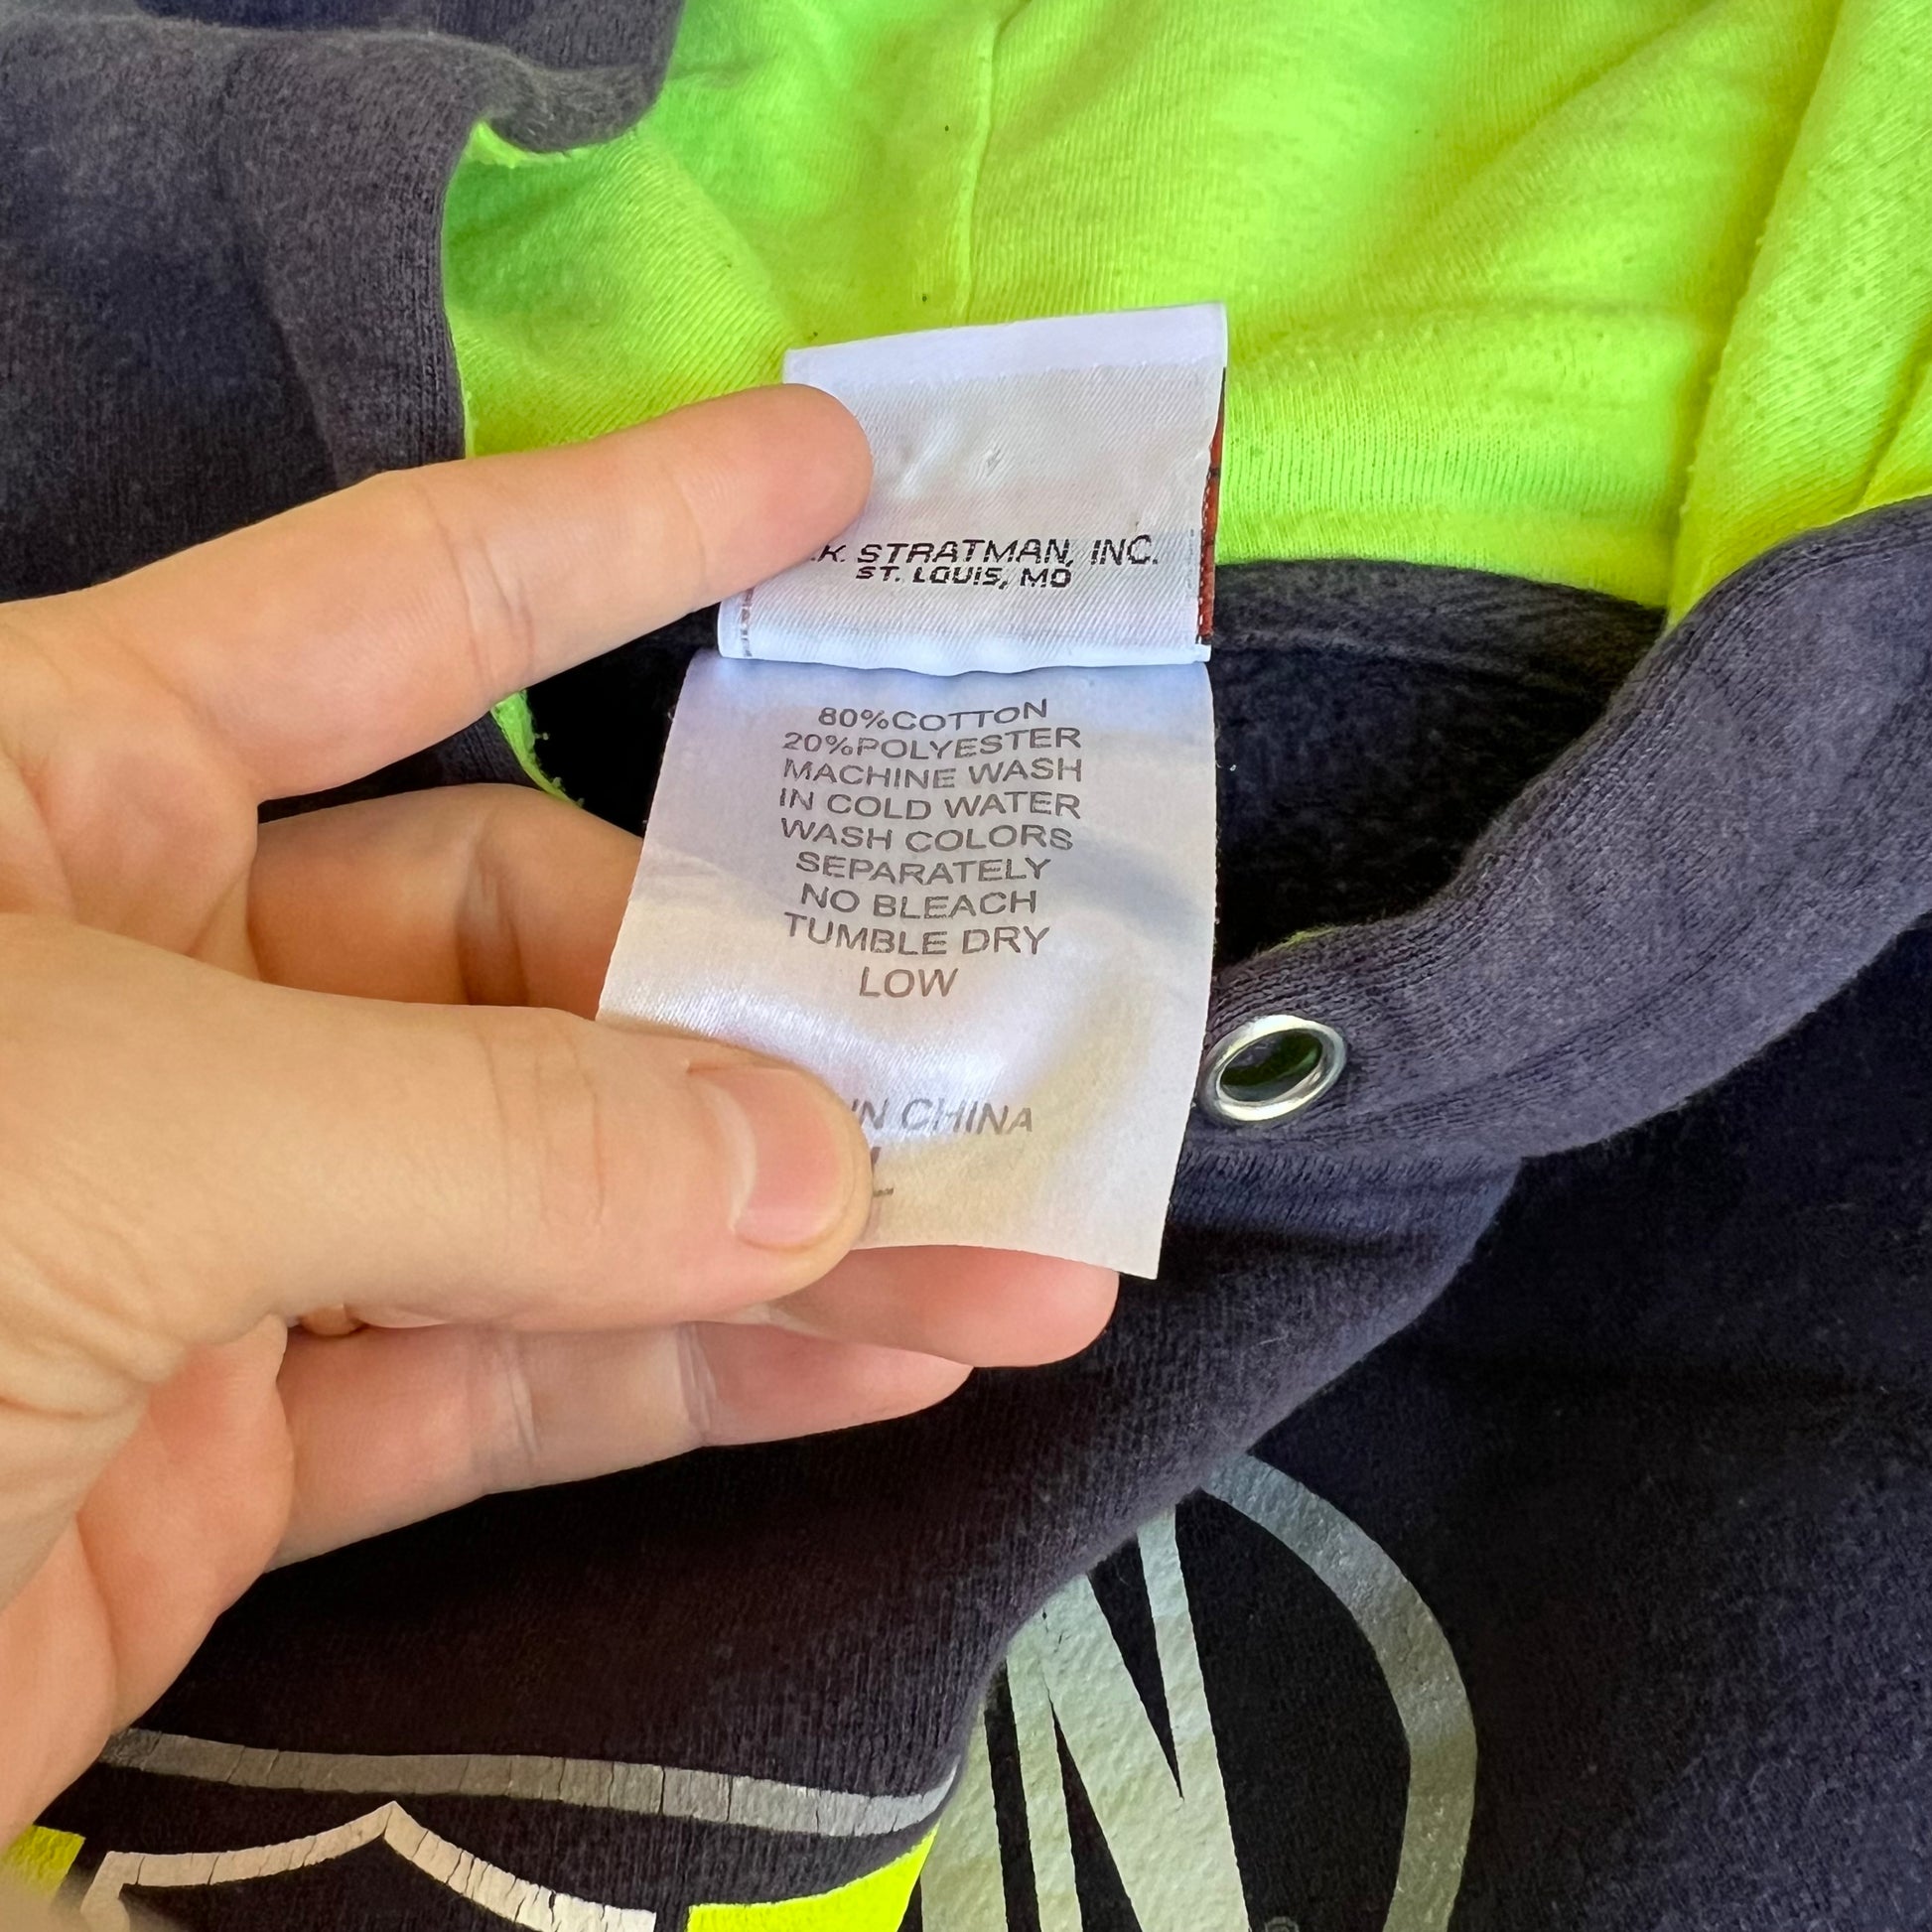 K. STRATMAN, INC.
ST. LOUIS, MO
80%COTTON
20%POLYESTER
MACHINE WASH
IN COLD WATER
WASH COLORS
SEPARATELY
NO BLEACH
TUMBLE DRY
LOW
IN CHINA
N